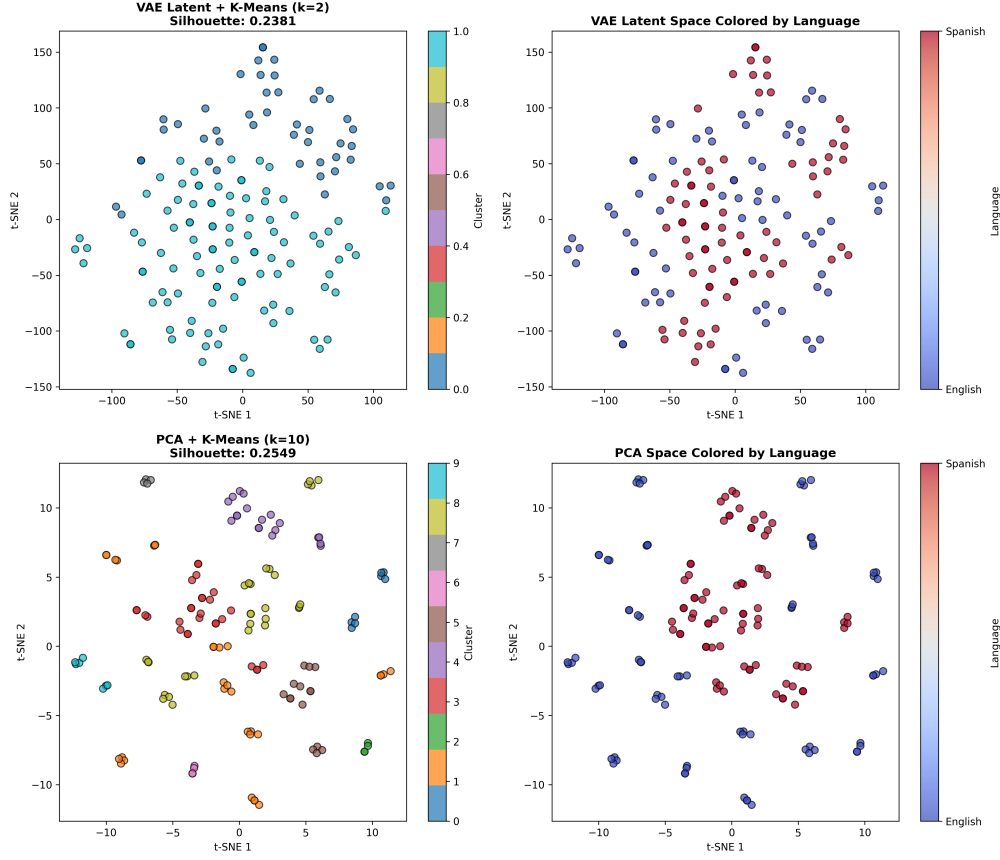 VAE Latent + K-Means (k=2)
Silhouette: 0.2381
150
100
50
0
−50
−100
−150
−100
−50
0
50
100
t-SNE 1
t-SNE 2
1.0
0.8
0.6
0.4
0.2
0.0
Cluster
VAE Latent Space Colored by Language
150
100
50
0
−50
−100
−150
−100
−50
0
50
100
t-SNE 1
t-SNE 2
Spanish
English
Language
PCA + K-Means (k=10)
Silhouette: 0.2549
10
5
0
−5
−10
−10
−5
0
5
10
t-SNE 1
t-SNE 2
9
8
7
6
5
4
3
2
1
0
Cluster
PCA Space Colored by Language
10
5
0
−5
−10
−10
−5
0
5
10
t-SNE 1
t-SNE 2
Spanish
English
Language